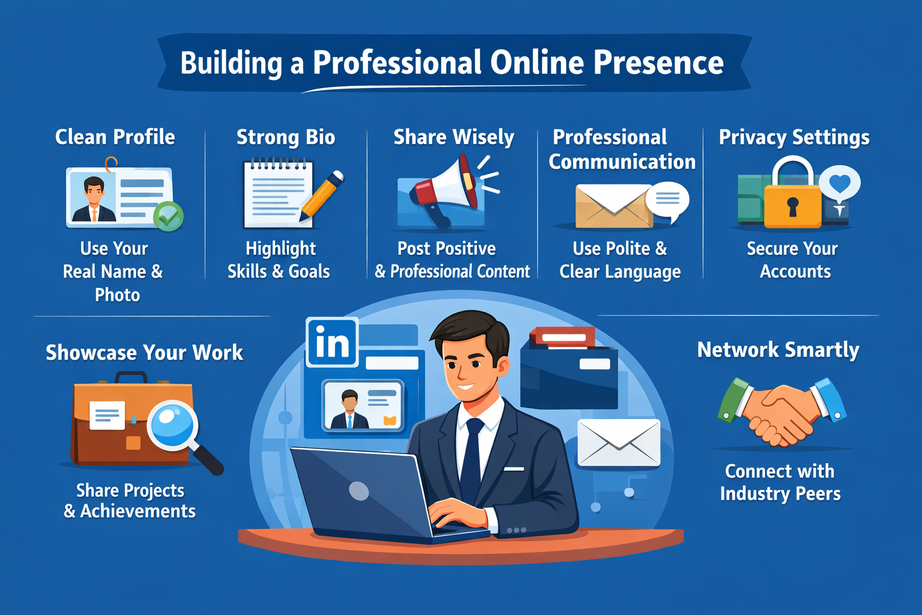 Building a Professional Online Presence
Clean Profile
Use Your
Real Name &
Photo
Strong Bio
Highlight
Skills & Goals
Share Wisely
Post Positive
& Professional Content
Professional
Communication
Use Polite &
Clear Language
Privacy Settings
Secure Your
Accounts
Showcase Your Work
Share Projects
& Achievements
in
Network Smartly
Connect with
Industry Peers